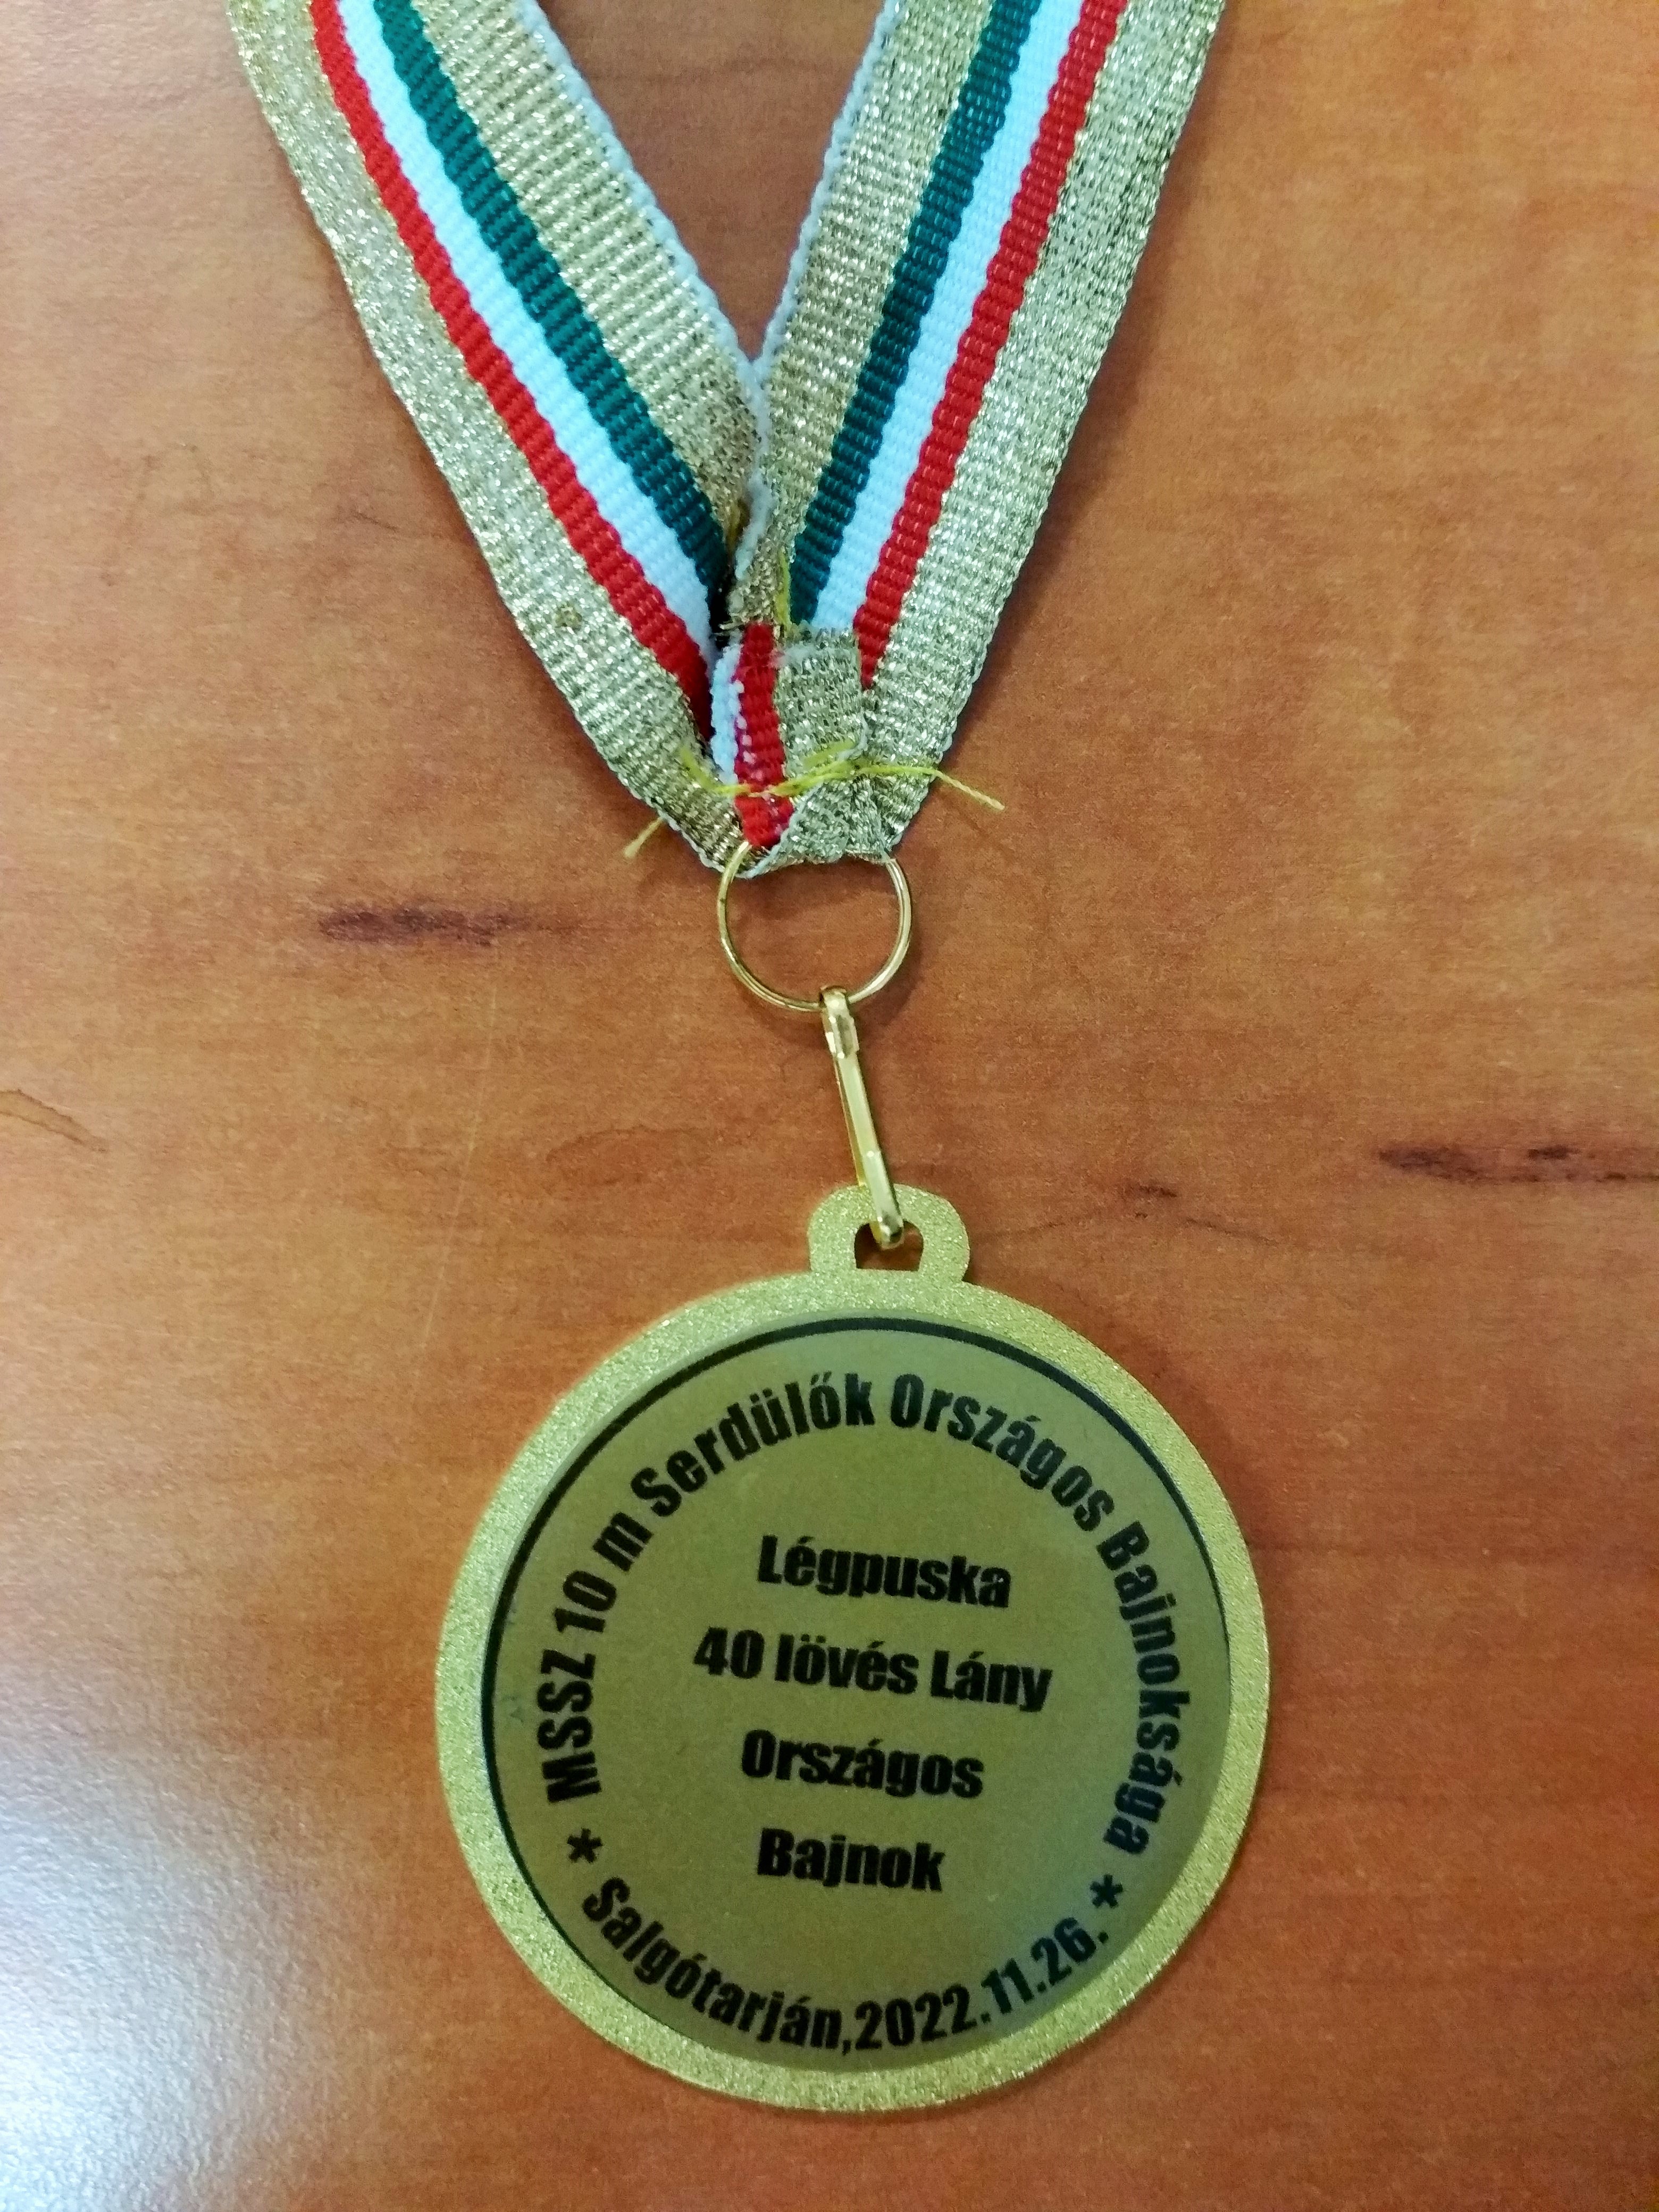 * MSSZ 10 m Serdülők Országos Bajnoksága *
Légpuska
40 lövés Lány
Országos
Bajnok
Salgótarján,2022.11.26.